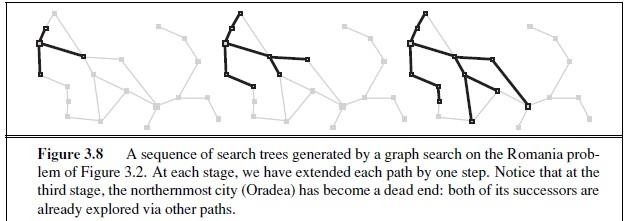 Figure 3.8 A sequence of search trees generated by a graph search on the Romania prob-
lem of Figure 3.2. At each stage, we have extended each path by one step. Notice that at the
third stage, the northernmost city (Oradea) has become a dead end: both of its successors are
already explored via other paths.